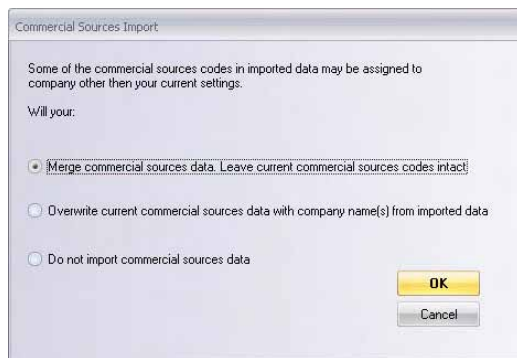 Commercial Sources Import
Some of the commercial sources codes in imported data may be assigned to
company other then your current settings.
Will your:
Merge commercial sources data. Leave current commercial sources codes intact
Overwrite current commercial sources data with company name(s) from imported data
Do not import commercial sources data
OK
Cancel